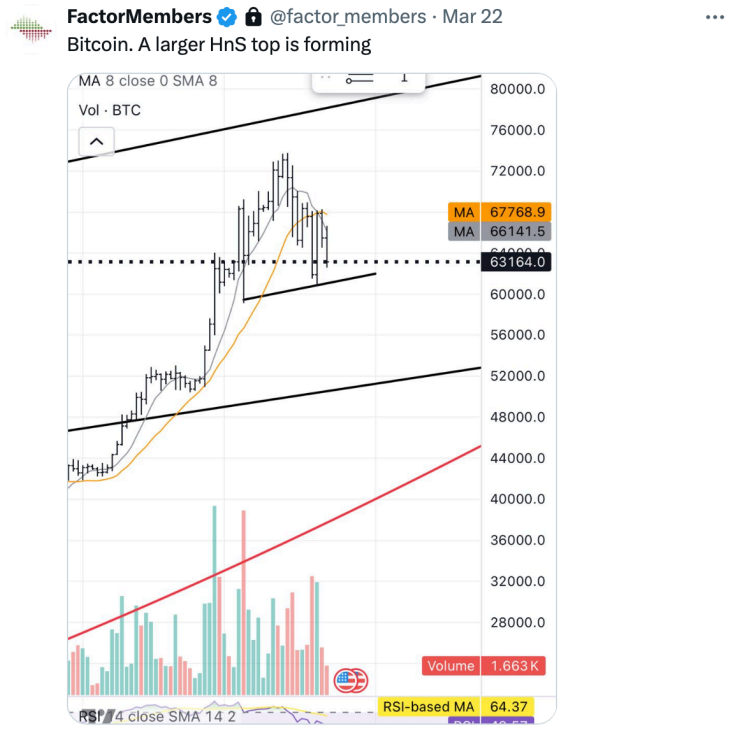 FactorMembers @factor_members · Mar 22
Bitcoin. A larger HnS top is forming
MA 8 close 0 SMA 8
Vol · BTC
80000.0
76000.0
72000.0
MA 67768.9
MA 66141.5
64000.0
63164.0
60000.0
56000.0
52000.0
48000.0
44000.0
40000.0
36000.0
32000.0
28000.0
Volume 1.663 K
RSI-based MA 64.37
RSI 14 close SMA 14 2